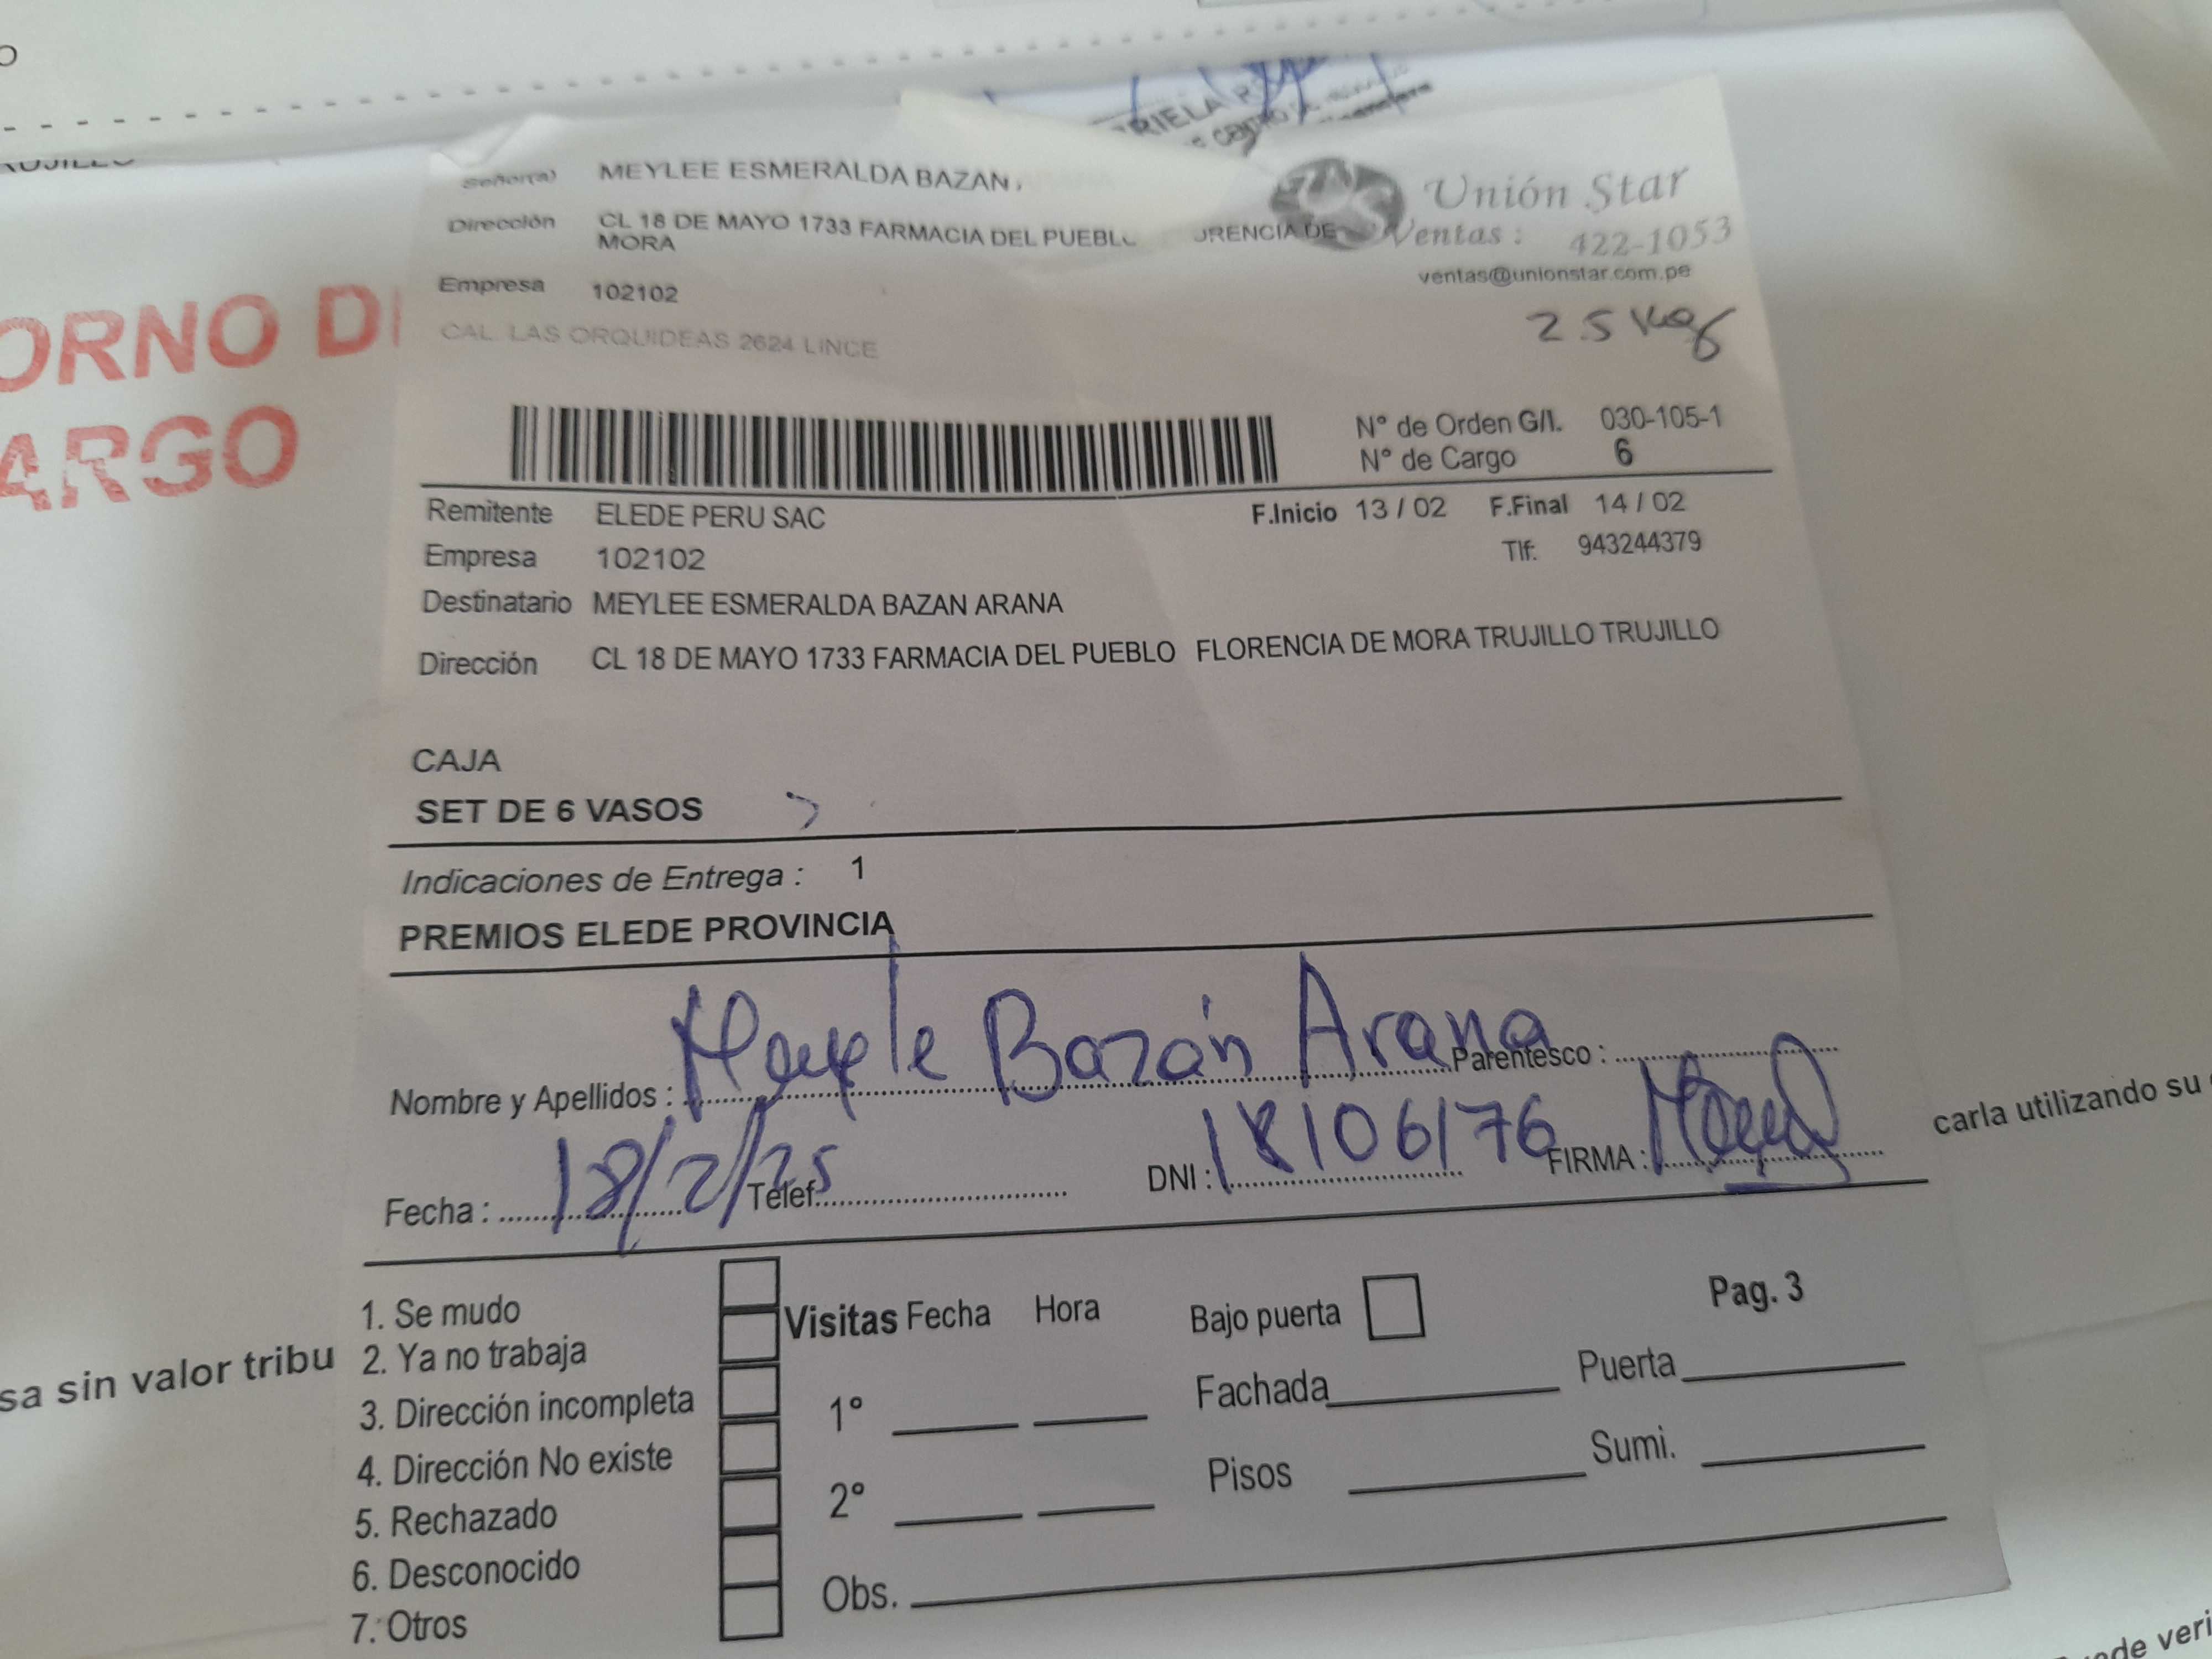 Señor(a) MEYLEE ESMERALDA BAZAN
Dirección CL 18 DE MAYO 1733 FARMACIA DEL PUEBLO
MORA
Empresa 102102
CAL. LAS ORQUIDEAS 2624 LINCE
Unión Star
Ventas : 422-1053
ventas@unionstar.com.pe
2.5 Kg
ORNO D
ARGO
N° de Orden G/I. 030-105-1
N° de Cargo 6
Remitente ELEDE PERU SAC
F.Inicio 13 / 02 F.Final 14 / 02
Empresa 102102
Tlf: 943244379
Destinatario MEYLEE ESMERALDA BAZAN ARANA
Dirección CL 18 DE MAYO 1733 FARMACIA DEL PUEBLO FLORENCIA DE MORA TRUJILLO TRUJILLO
CAJA
SET DE 6 VASOS
Indicaciones de Entrega : 1
PREMIOS ELEDE PROVINCIA
Nombre y Apellidos : Bazán Arana Parentesco :
Fecha : 18/2/25 Telef. DNI : 18106176 FIRMA :
carla utilizando su
sa sin valor tribu
1. Se mudo
2. Ya no trabaja
3. Dirección incompleta
4. Dirección No existe
5. Rechazado
6. Desconocido
7. Otros
Visitas Fecha Hora
1°
2°
Obs.
Bajo puerta
Pag. 3
Fachada Puerta
Pisos Sumi.